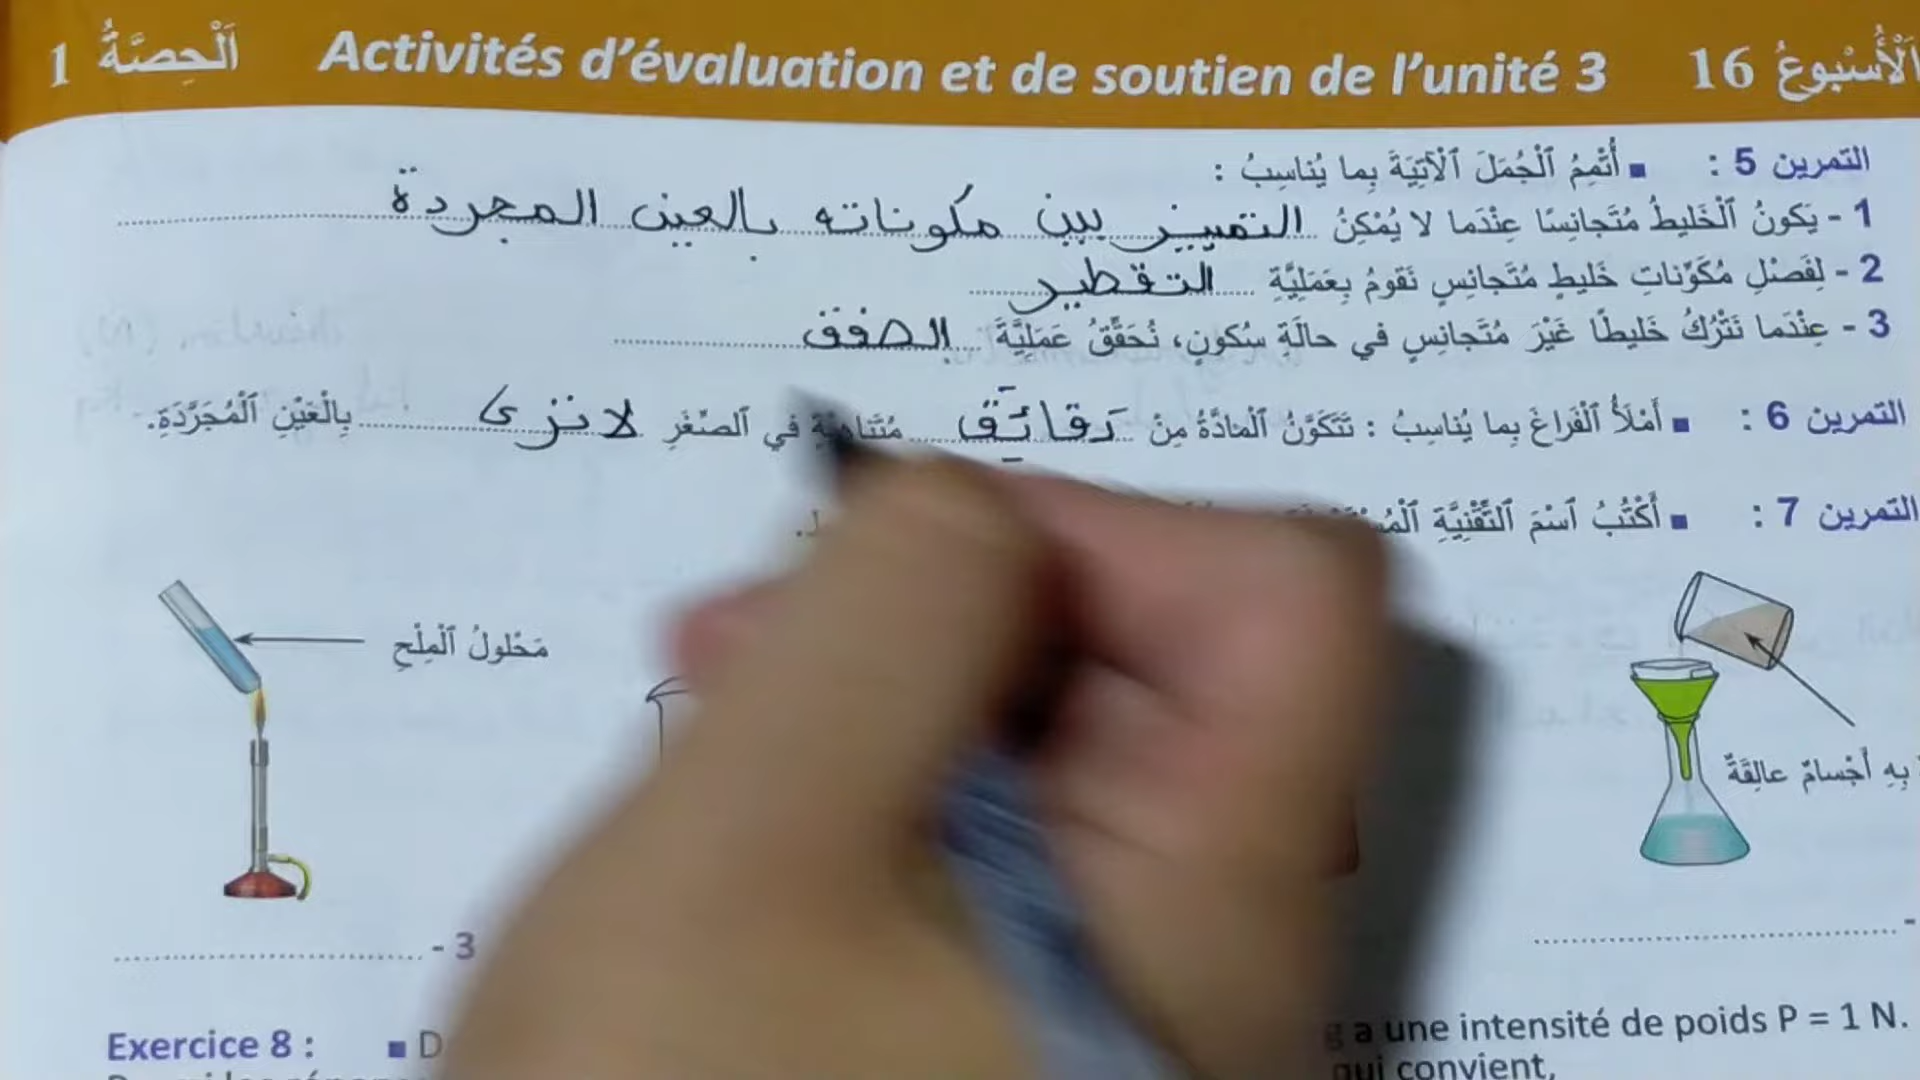 اَلْأُسْبوعُ 16 Activités d’évaluation et de soutien de l’unité 3 اَلْحِصَّةُ 1
التمرين 5 : ■ أُتَمِّمُ ٱلْجُمَلَ ٱلْآتِيَةَ بِما يُناسِبُ :
1 - يَكونُ ٱلْخَليطُ مُتَجانِسًا عِنْدَما لا يُمْكِنُ التمييز بين مكوناته بالعين المجردة
2 - لِفَصْلِ مُكَوِّناتِ خَليطٍ مُتَجانِسٍ نَقومُ بِعَمَلِيَّةِ التقطير
3 - عِنْدَما نَتْرُكُ خَليطًا غَيْرَ مُتَجانِسٍ في حالَةِ سُكونٍ، نُحَقِّقُ عَمَلِيَّةَ الصفق
التمرين 6 : ■ أَمْلَأُ ٱلْفَراغَ بِما يُناسِبُ : تَتَكَوَّنُ ٱلْمادَّةُ مِنْ دَقائق مُتَناهِيَةٍ في ٱلصِّغَرِ لا نرى بِالْعَيْنِ ٱلْمُجَرَّدَةِ.
التمرين 7 : ■ أَكْتُبُ ٱسْمَ ٱلتِّقْنِيَّةِ
مَحْلولُ ٱلْمِلْحِ
بِهِ أَجْسامٌ عالِقَةٌ
- 3
Exercice 8 : ■ D
a une intensité de poids P = 1 N.
qui convient,